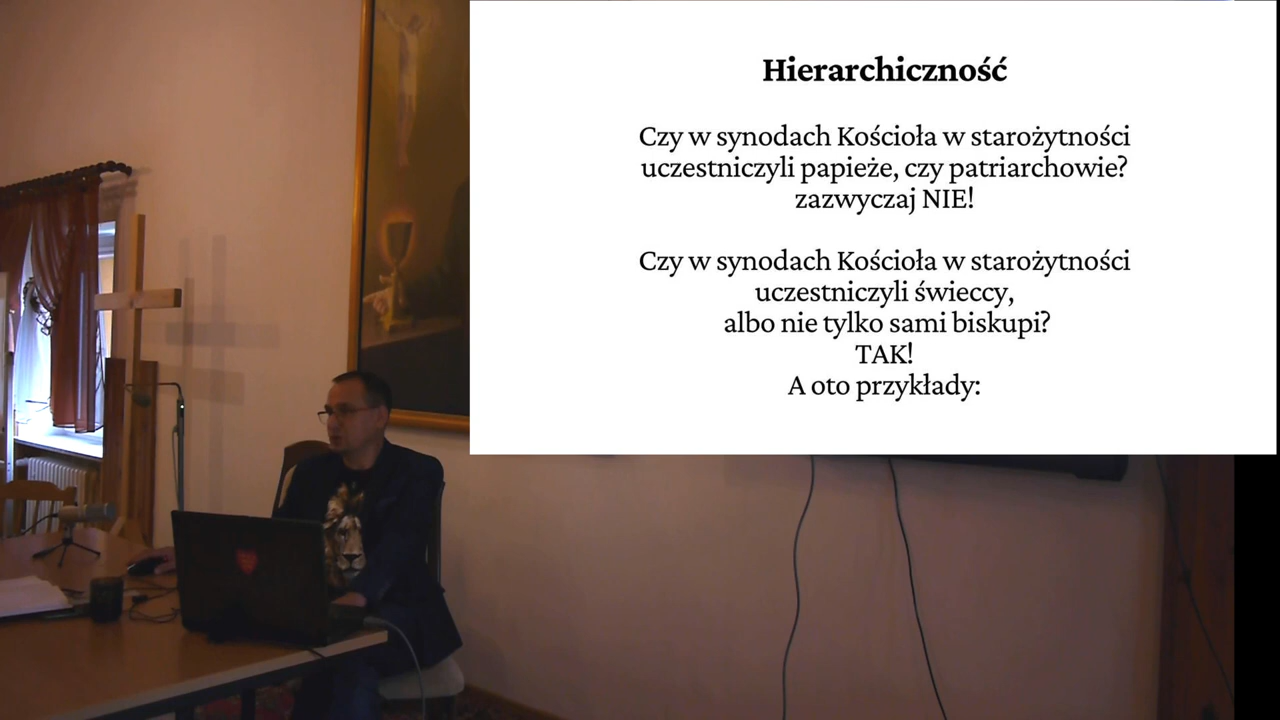 Hierarchiczność
Czy w synodach Kościoła w starożytności
uczestniczyli papieże, czy patriarchowie?
zazwyczaj NIE!
Czy w synodach Kościoła w starożytności
uczestniczyli świeccy,
albo nie tylko sami biskupi?
TAK!
A oto przykłady: